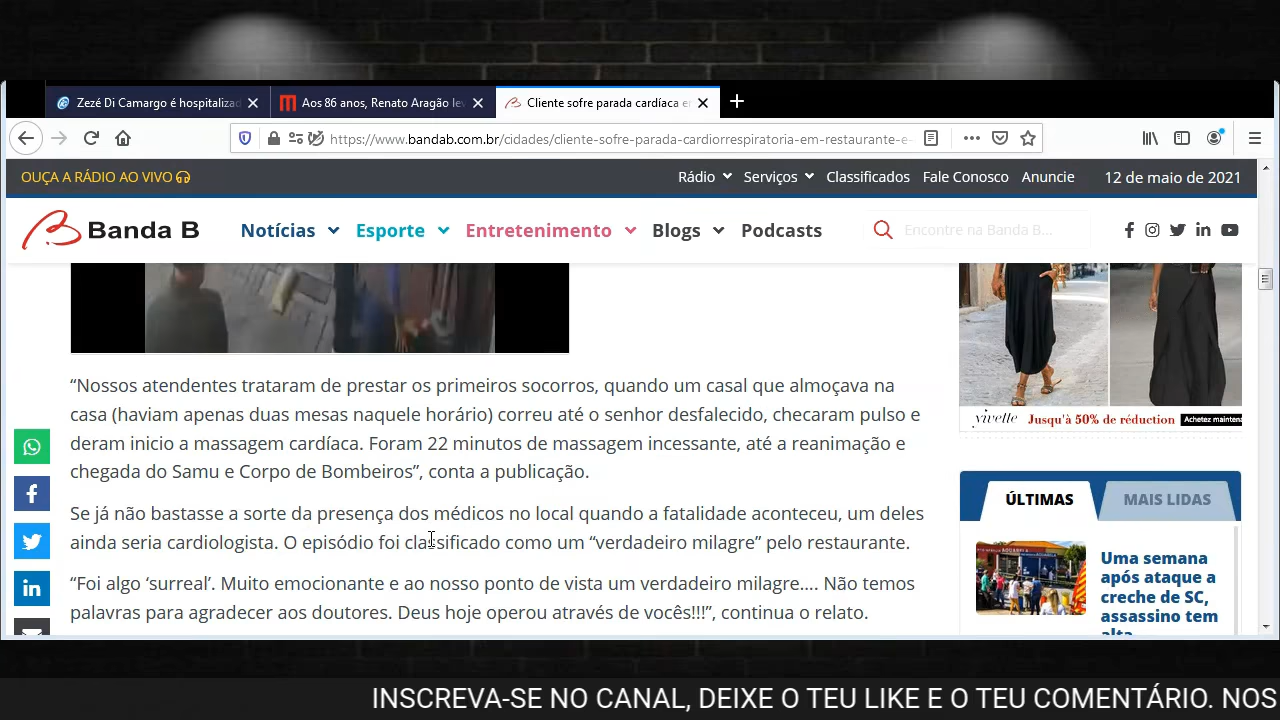 Zezé Di Camargo é hospitalizad
Aos 86 anos, Renato Aragão lev
Cliente sofre parada cardíaca en
https://www.bandab.com.br/cidades/cliente-sofre-parada-cardiorrespiratoria-em-restaurante-e-
OUÇA A RÁDIO AO VIVO
Rádio Serviços Classificados Fale Conosco Anuncie 12 de maio de 2021
Banda B Notícias Esporte Entretenimento Blogs Podcasts Encontre na Banda B...
“Nossos atendentes trataram de prestar os primeiros socorros, quando um casal que almoçava na
casa (haviam apenas duas mesas naquele horário) correu até o senhor desfalecido, checaram pulso e
deram inicio a massagem cardíaca. Foram 22 minutos de massagem incessante, até a reanimação e
chegada do Samu e Corpo de Bombeiros”, conta a publicação.
Se já não bastasse a sorte da presença dos médicos no local quando a fatalidade aconteceu, um deles
ainda seria cardiologista. O episódio foi classificado como um “verdadeiro milagre” pelo restaurante.
“Foi algo ‘surreal’. Muito emocionante e ao nosso ponto de vista um verdadeiro milagre.... Não temos
palavras para agradecer aos doutores. Deus hoje operou através de vocês!!!”, continua o relato.
yivette Jusqu'à 50% de réduction Achetez mainten
ÚLTIMAS MAIS LIDAS
Uma semana
após ataque a
creche de SC,
assassino tem
alta
INSCREVA-SE NO CANAL, DEIXE O TEU LIKE E O TEU COMENTÁRIO. NOS